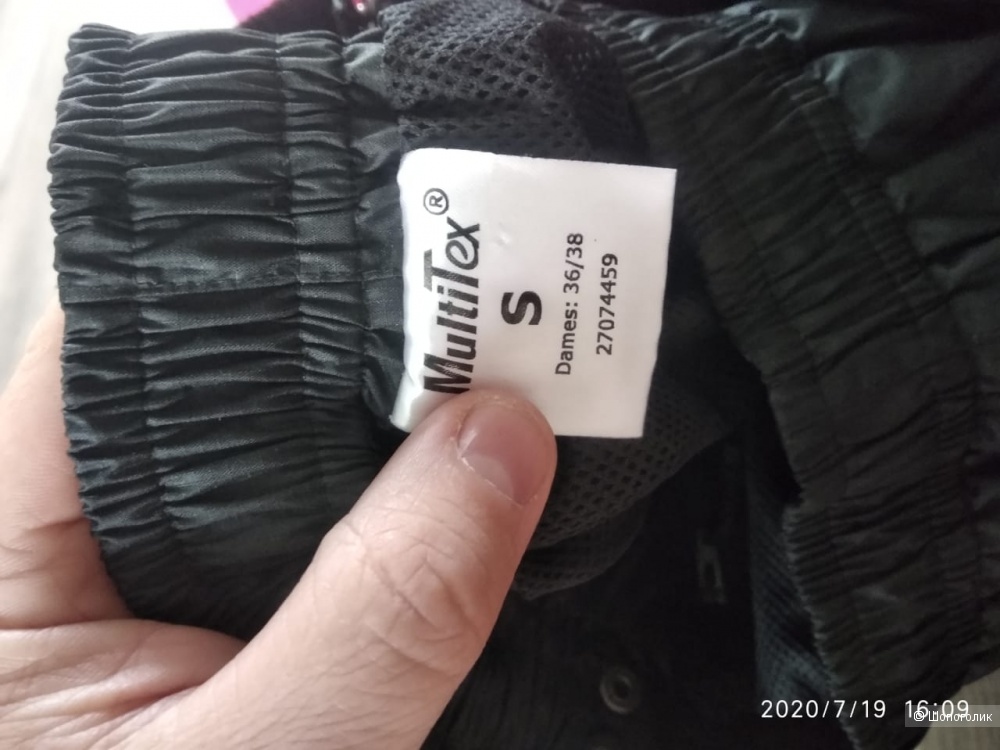 MultiTex®
S
Dames: 36/38
27074459
2020/7/19 16:09
Шопоголик